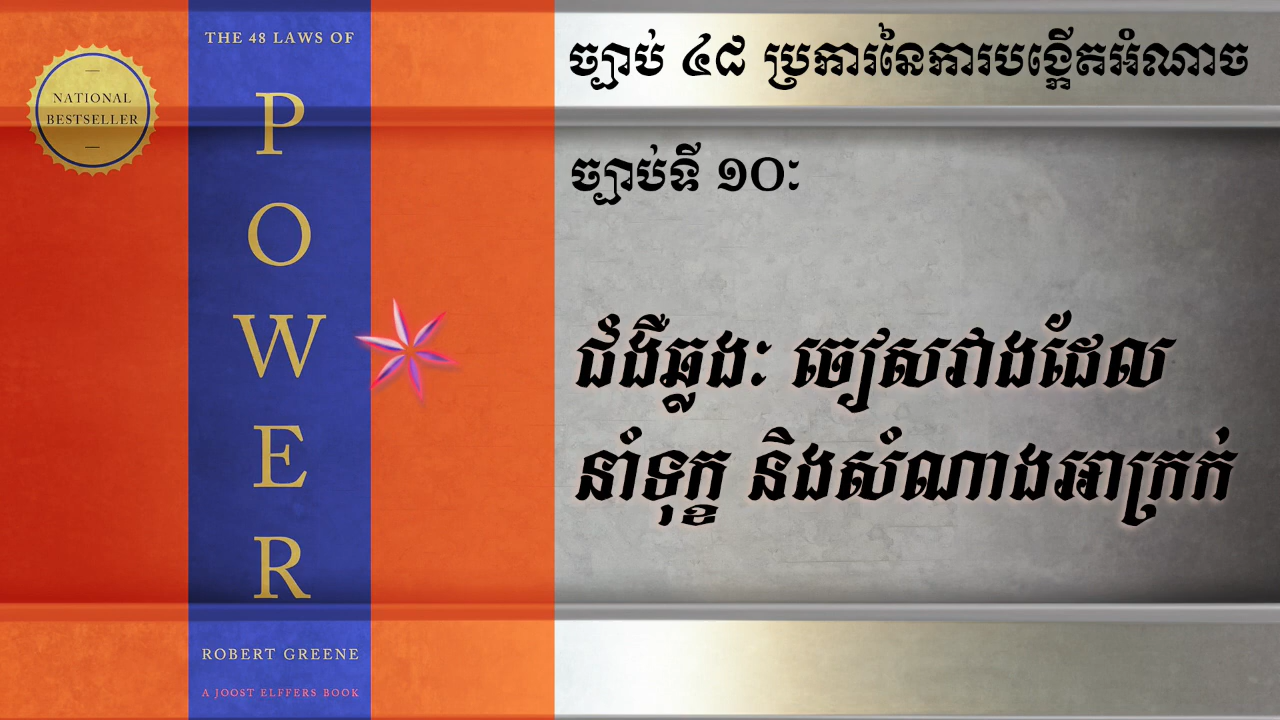 THE 48 LAWS OF
POWER
NATIONAL
BESTSELLER
ROBERT GREENE
A JOOST ELFFERS BOOK
ច្បាប់ ៤៨ ប្រការនៃការបង្កើតអំណាច
ច្បាប់ទី ១០ៈ
ជំងឺឆ្លងៈ ចៀសវាងដែល
នាំទុក្ខ និងសំណាងអាក្រក់